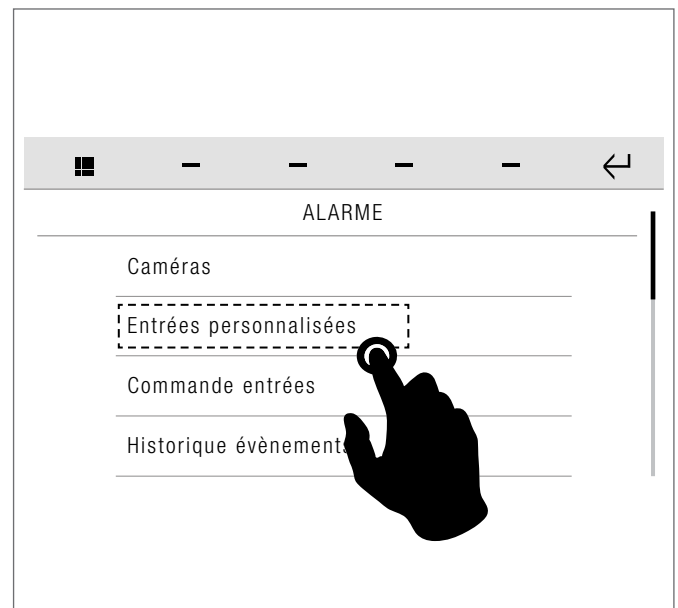 ALARME
Caméras
Entrées personnalisées
Commande entrées
Historique évènements